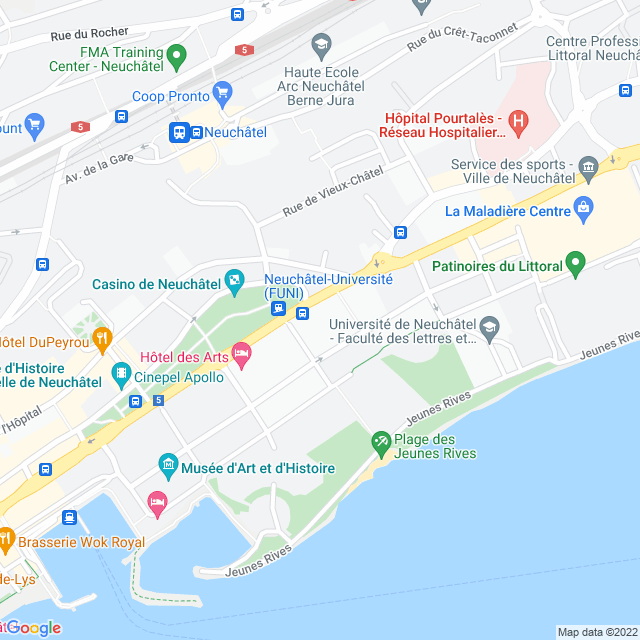 Rue du Rocher
FMA Training
Center - Neuchâtel
5
Rue du Crêt-Taconnet
Haute Ecole
Arc Neuchâtel
Berne Jura
Centre Profess
Littoral Neuch
Coop Pronto
ount
5
Neuchâtel
Hôpital Pourtalès -
Réseau Hospitalier...
Av. de la Gare
Service des sports -
Ville de Neuchâtel
Rue de Vieux-Châtel
La Maladière Centre
Patinoires du Littoral
Casino de Neuchâtel
Neuchâtel-Université
(FUNI)
Université de Neuchâtel
- Faculté des lettres et...
Hôtel DuPeyrou
Hôtel des Arts
Jeunes Rives
e d'Histoire
elle de Neuchâtel
Cinepel Apollo
5
l'Hôpital
Jeunes Rives
Plage des
Jeunes Rives
Musée d'Art et d'Histoire
Brasserie Wok Royal
Jeunes Rives
de-Lys
Google
Map data ©2022